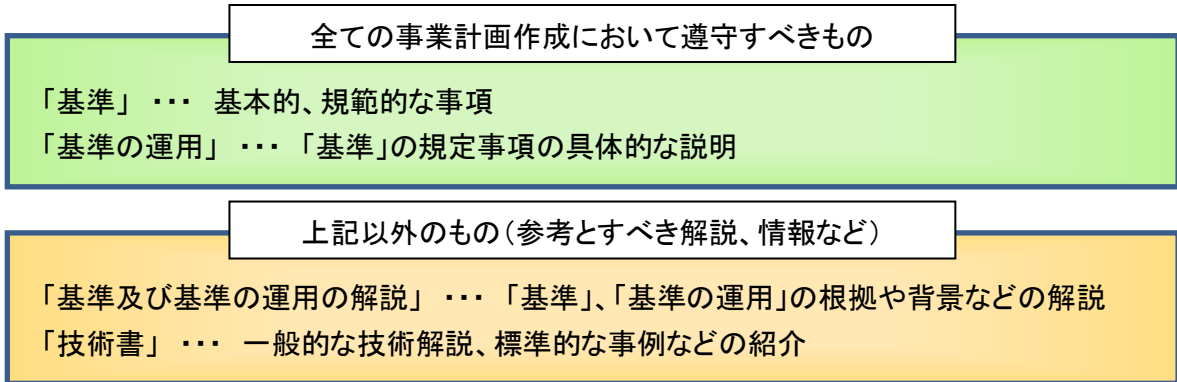 全ての事業計画作成において遵守すべきもの
「基準」 ・・・ 基本的、規範的な事項
「基準の運用」 ・・・ 「基準」の規定事項の具体的な説明
上記以外のもの（参考とすべき解説、情報など）
「基準及び基準の運用の解説」 ・・・ 「基準」、「基準の運用」の根拠や背景などの解説
「技術書」 ・・・ 一般的な技術解説、標準的な事例などの紹介